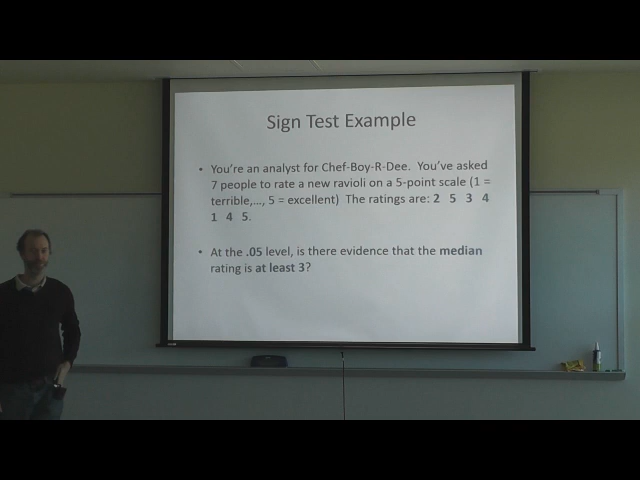 Sign Test Example
• You're an analyst for Chef-Boy-R-Dee. You've asked
7 people to rate a new ravioli on a 5-point scale (1 =
terrible,…, 5 = excellent) The ratings are: 2 5 3 4
1 4 5.
• At the .05 level, is there evidence that the median
rating is at least 3?